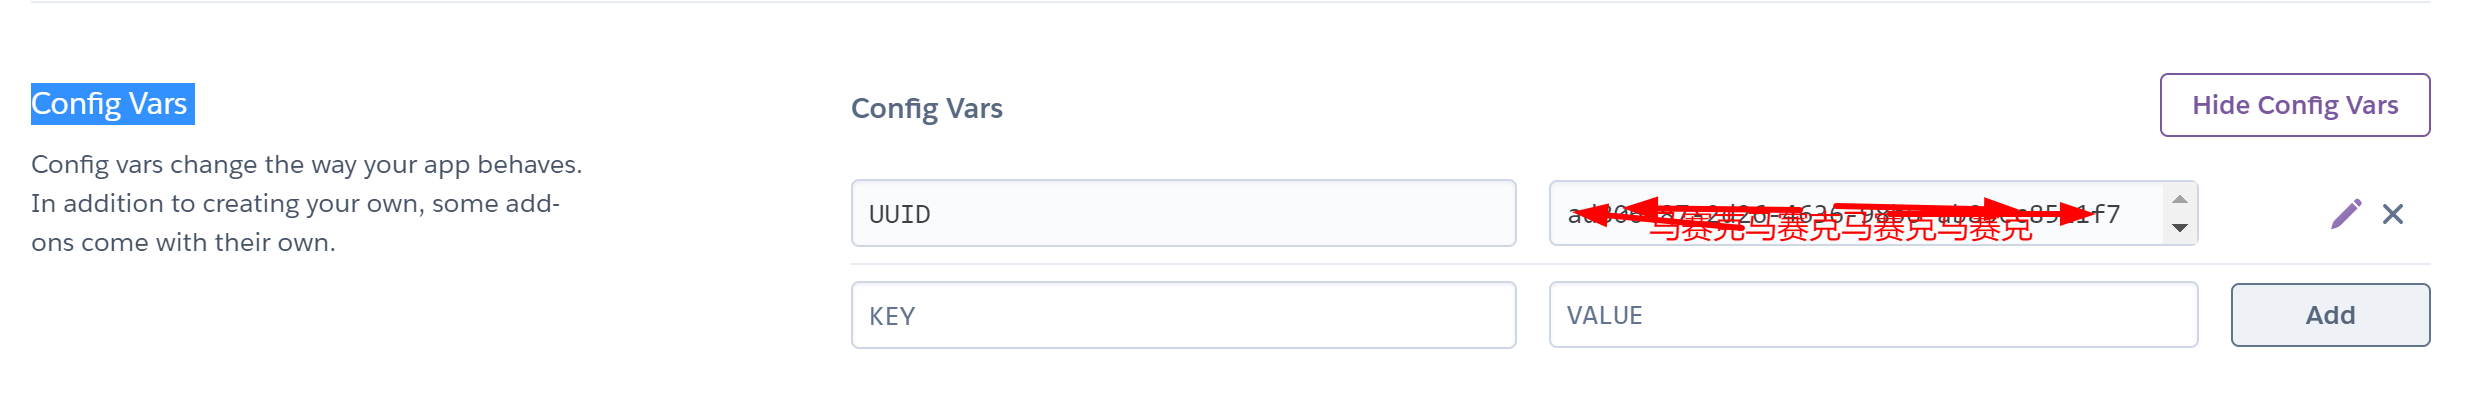 Config Vars
Config vars change the way your app behaves.
In addition to creating your own, some add-
ons come with their own.
Config Vars
Hide Config Vars
UUID
马赛克马赛克马赛克马赛克
KEY
VALUE
Add